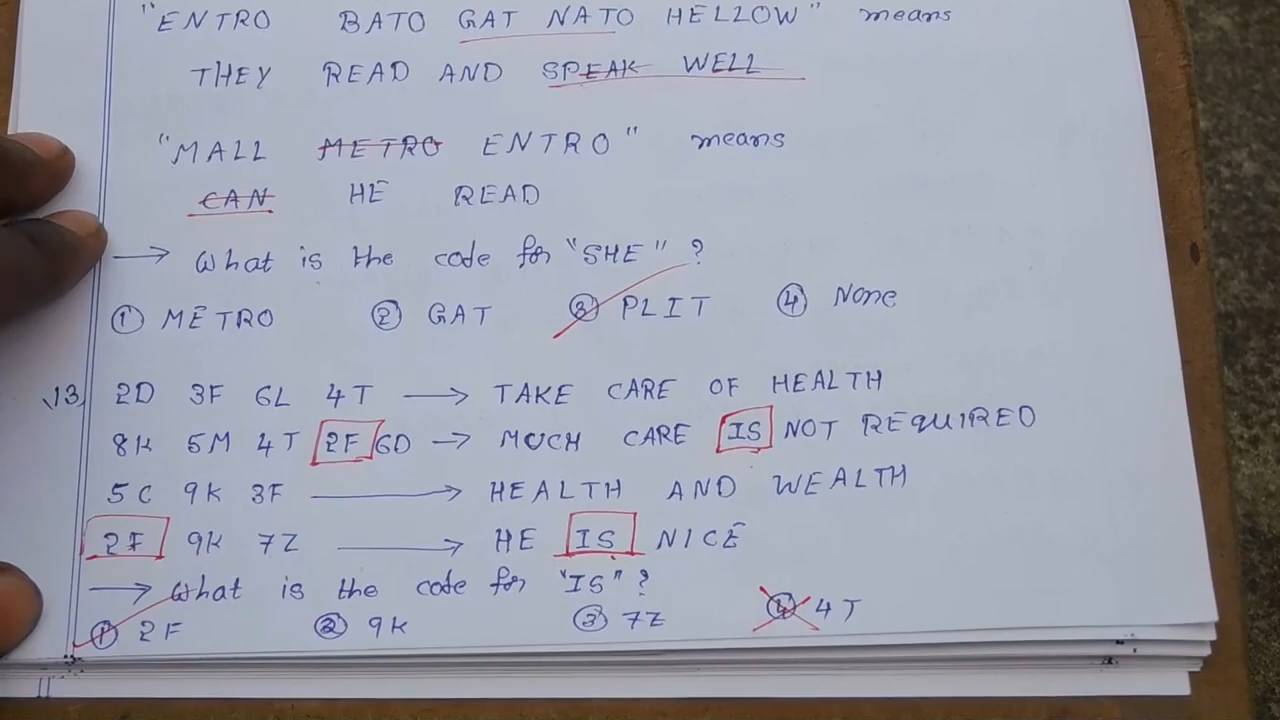 "ENTRO BATO GAT NATO HELLOW" means
THEY READ AND SPEAK WELL
"MALL METRO ENTRO" means
CAN HE READ
→ What is the code for "SHE" ?
① METRO ② GAT ③ PLIT ④ None
13 2D 3F 6L 4T → TAKE CARE OF HEALTH
8K 5M 4T 2F 6D → MUCH CARE IS NOT REQUIRED
5C 9K 3F → HEALTH AND WEALTH
2F 9K 7Z → HE IS NICE
→ What is the code for "IS" ?
① 2F ② 9K ③ 7Z ④ 4T